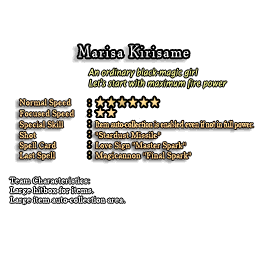 Marisa Kirisame
An ordinary black-magic girl
Let's start with maximum fire power
Normal Speed : ★★★★★★
Focused Speed : ★★
Special Skill : Item auto-collection is enabled even if not in full power.
Shot : "Stardust Missile"
Spell Card : Love Sign "Master Spark"
Last Spell : Magicannon "Final Spark"
Team Characteristics:
Large hitbox for items.
Large item auto-collection area.